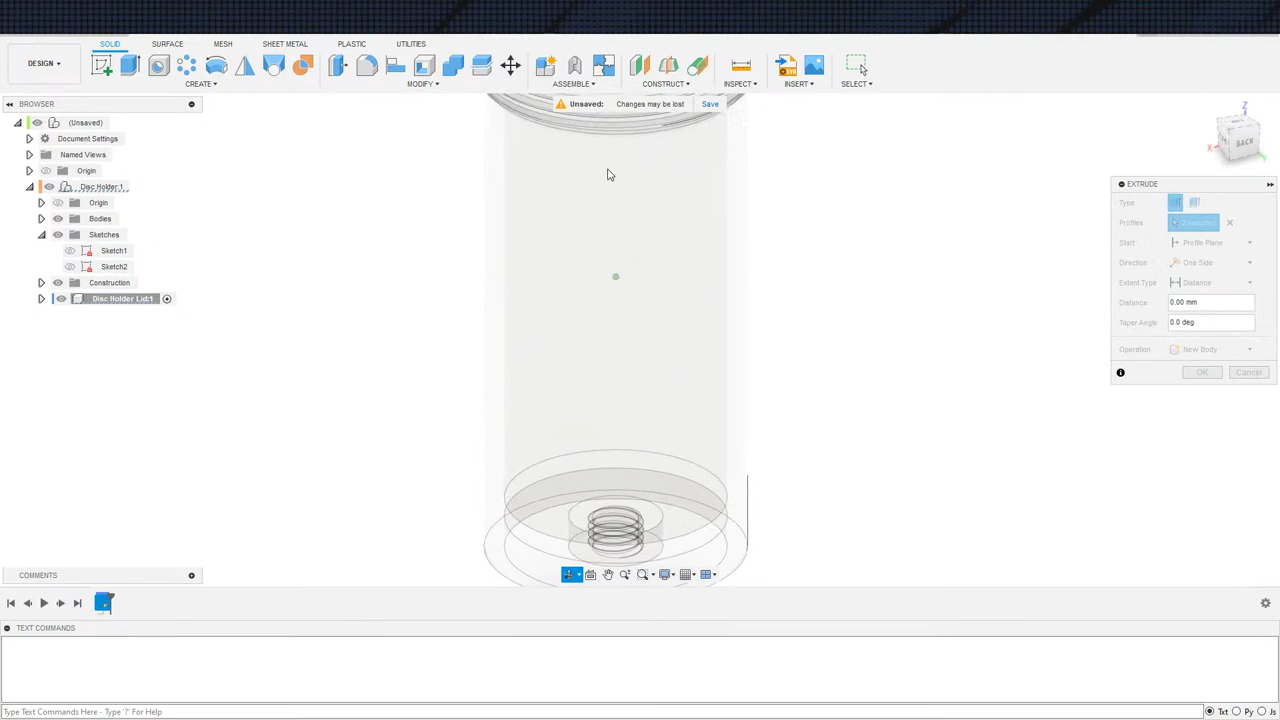 SOLID SURFACE MESH SHEET METAL PLASTIC UTILITIES
DESIGN
CREATE MODIFY ASSEMBLE CONSTRUCT INSPECT INSERT SELECT
BROWSER
Unsaved: Changes may be lost Save
(Unsaved)
Document Settings
Named Views
Origin
Disc Holder:1
Origin
Bodies
Sketches
Sketch1
Sketch2
Construction
Disc Holder Lid:1
Z
BACK
X
Y
EXTRUDE
Type
Profiles 2 selected
Start Profile Plane
Direction One Side
Extent Type Distance
Distance 0.00 mm
Taper Angle 0.0 deg
Operation New Body
OK Cancel
COMMENTS
TEXT COMMANDS
Type Text Commands Here - Type '?' For Help
Txt Py Js